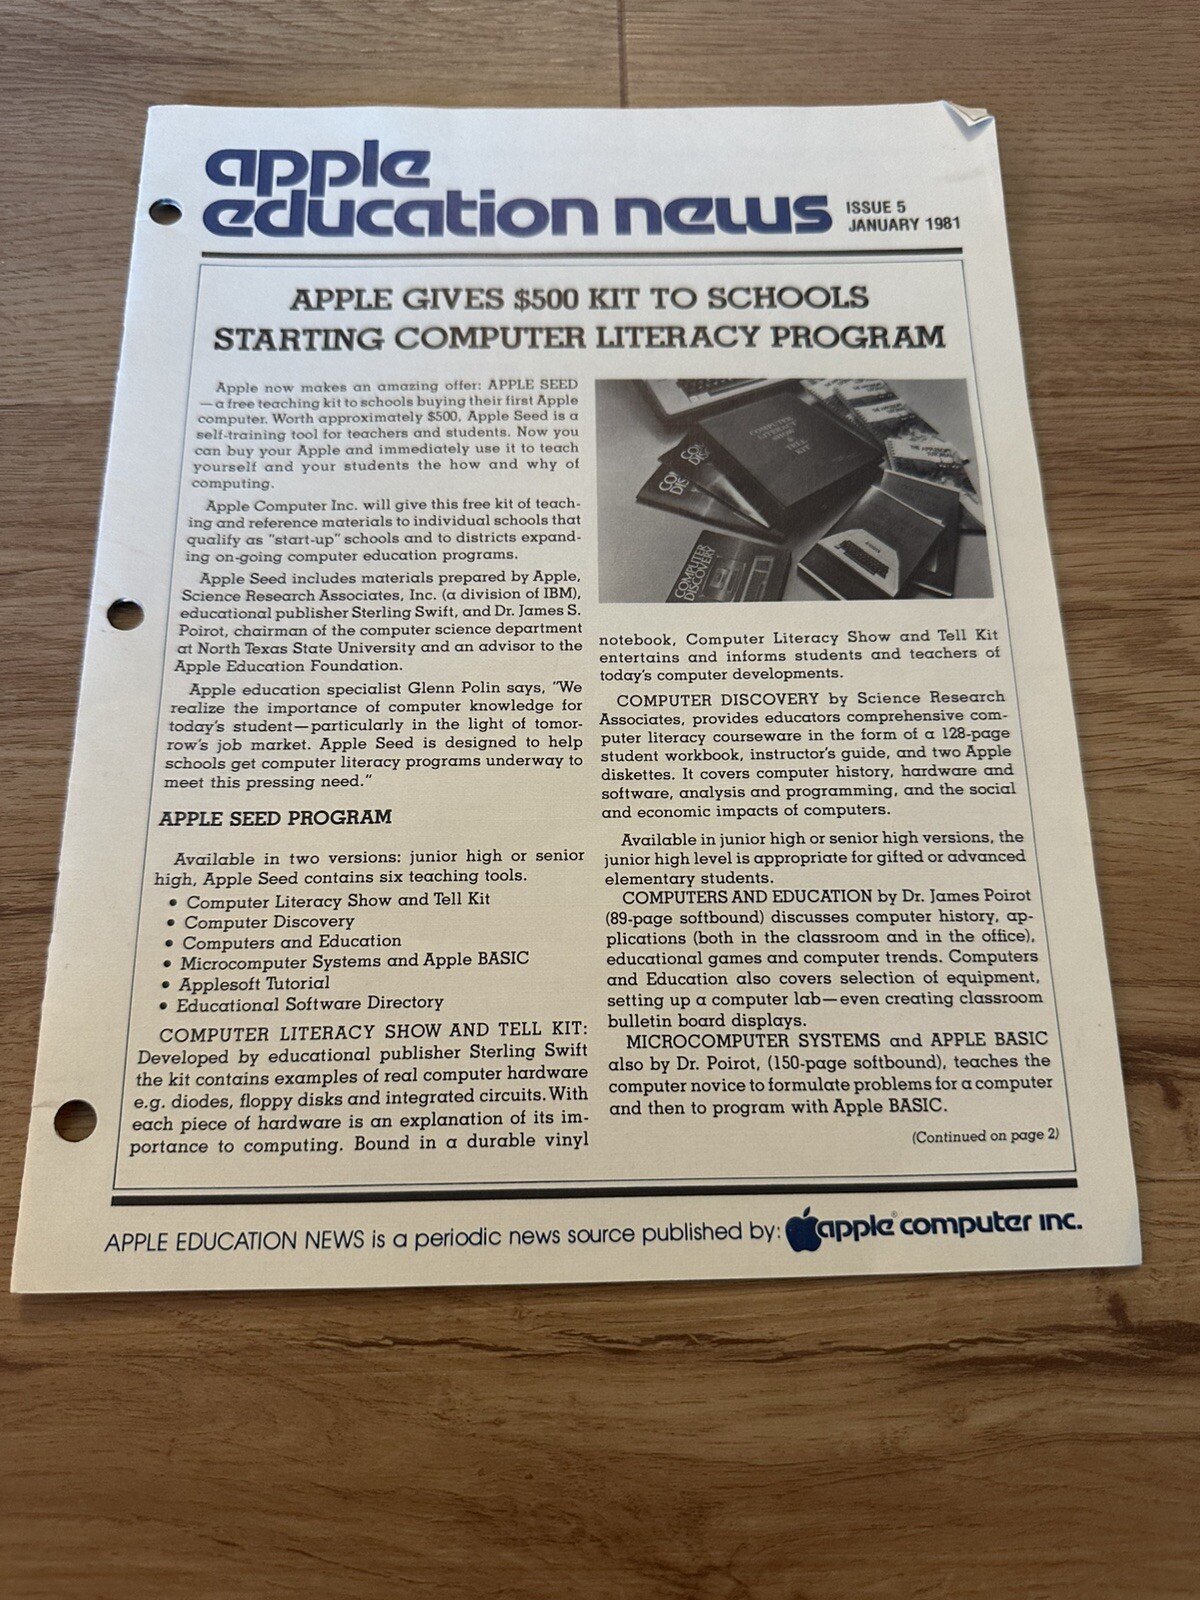 apple
education news
ISSUE 5
JANUARY 1981
APPLE GIVES $500 KIT TO SCHOOLS
STARTING COMPUTER LITERACY PROGRAM
Apple now makes an amazing offer: APPLE SEED
—a free teaching kit to schools buying their first Apple
computer. Worth approximately $500, Apple Seed is a
self-training tool for teachers and students. Now you
can buy your Apple and immediately use it to teach
yourself and your students the how and why of
computing.
Apple Computer Inc. will give this free kit of teach-
ing and reference materials to individual schools that
qualify as "start-up" schools and to districts expand-
ing on-going computer education programs.
Apple Seed includes materials prepared by Apple,
Science Research Associates, Inc. (a division of IBM),
educational publisher Sterling Swift, and Dr. James S.
Poirot, chairman of the computer science department
at North Texas State University and an advisor to the
Apple Education Foundation.
Apple education specialist Glenn Polin says, "We
realize the importance of computer knowledge for
today's student—particularly in the light of tomor-
row's job market. Apple Seed is designed to help
schools get computer literacy programs underway to
meet this pressing need."
APPLE SEED PROGRAM
Available in two versions: junior high or senior
high, Apple Seed contains six teaching tools.
• Computer Literacy Show and Tell Kit
• Computer Discovery
• Computers and Education
• Microcomputer Systems and Apple BASIC
• Applesoft Tutorial
• Educational Software Directory
COMPUTER LITERACY SHOW AND TELL KIT:
Developed by educational publisher Sterling Swift
the kit contains examples of real computer hardware
e.g. diodes, floppy disks and integrated circuits. With
each piece of hardware is an explanation of its im-
portance to computing. Bound in a durable vinyl
COMPUTER
LITERACY
SHOW
&
TELL
KIT
CO
DIS
CO
DIS
COMPUTER
DISCOVERY
notebook, Computer Literacy Show and Tell Kit
entertains and informs students and teachers of
today's computer developments.
COMPUTER DISCOVERY by Science Research
Associates, provides educators comprehensive com-
puter literacy courseware in the form of a 128-page
student workbook, instructor's guide, and two Apple
diskettes. It covers computer history, hardware and
software, analysis and programming, and the social
and economic impacts of computers.
Available in junior high or senior high versions, the
junior high level is appropriate for gifted or advanced
elementary students.
COMPUTERS AND EDUCATION by Dr. James Poirot
(89-page softbound) discusses computer history, ap-
plications (both in the classroom and in the office),
educational games and computer trends. Computers
and Education also covers selection of equipment,
setting up a computer lab—even creating classroom
bulletin board displays.
MICROCOMPUTER SYSTEMS and APPLE BASIC
also by Dr. Poirot, (150-page softbound), teaches the
computer novice to formulate problems for a computer
and then to program with Apple BASIC.
(Continued on page 2)
APPLE EDUCATION NEWS is a periodic news source published by: apple® computer inc.